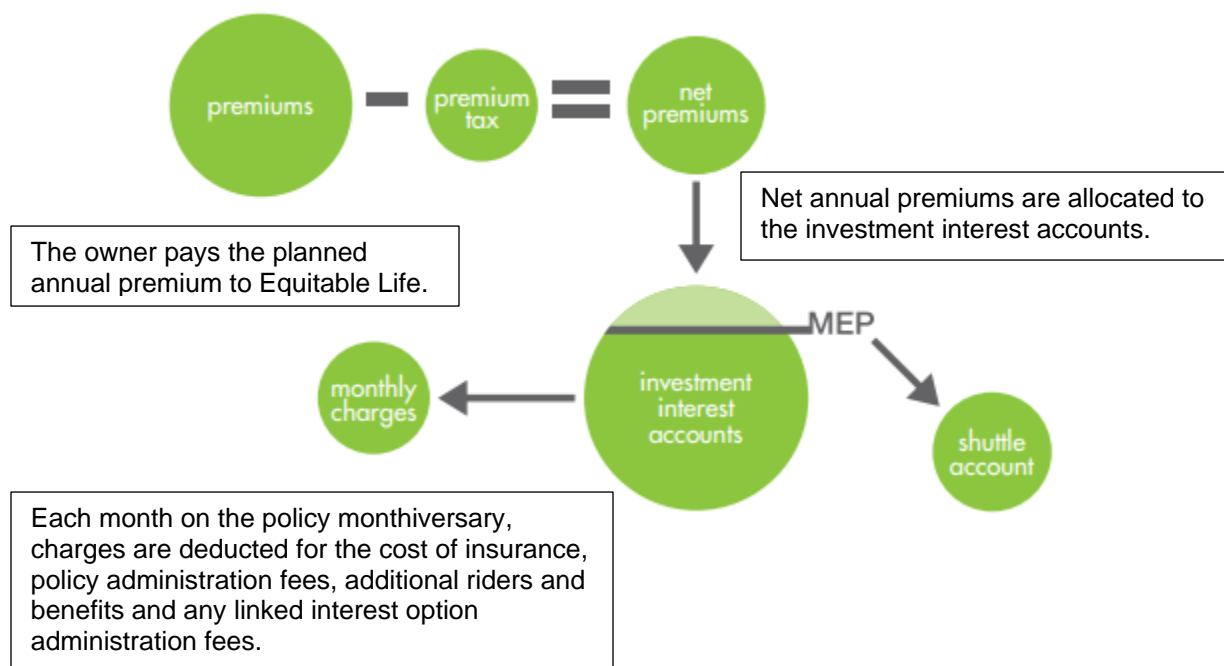 premiums
premium
tax
net
premiums
Net annual premiums are allocated to
the investment interest accounts.
The owner pays the planned
annual premium to Equitable Life.
MEP
monthly
charges
investment
interest
accounts
shuttle
account
Each month on the policy monthiversary,
charges are deducted for the cost of insurance,
policy administration fees, additional riders and
benefits and any linked interest option
administration fees.